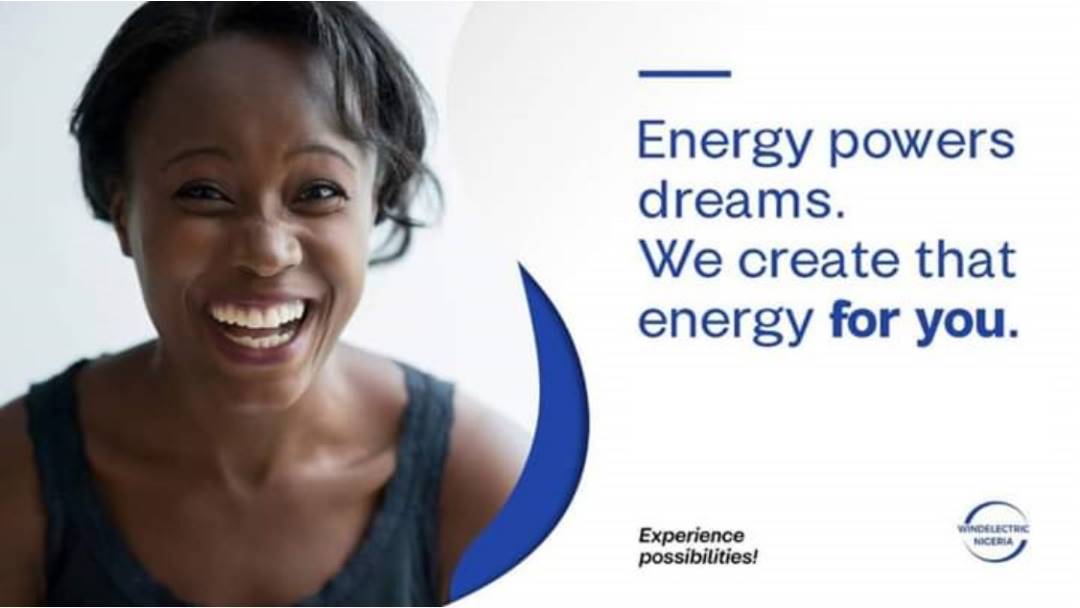 Energy powers
dreams.
We create that
energy for you.
Experience
possibilities!
WINDELECTRIC
NIGERIA